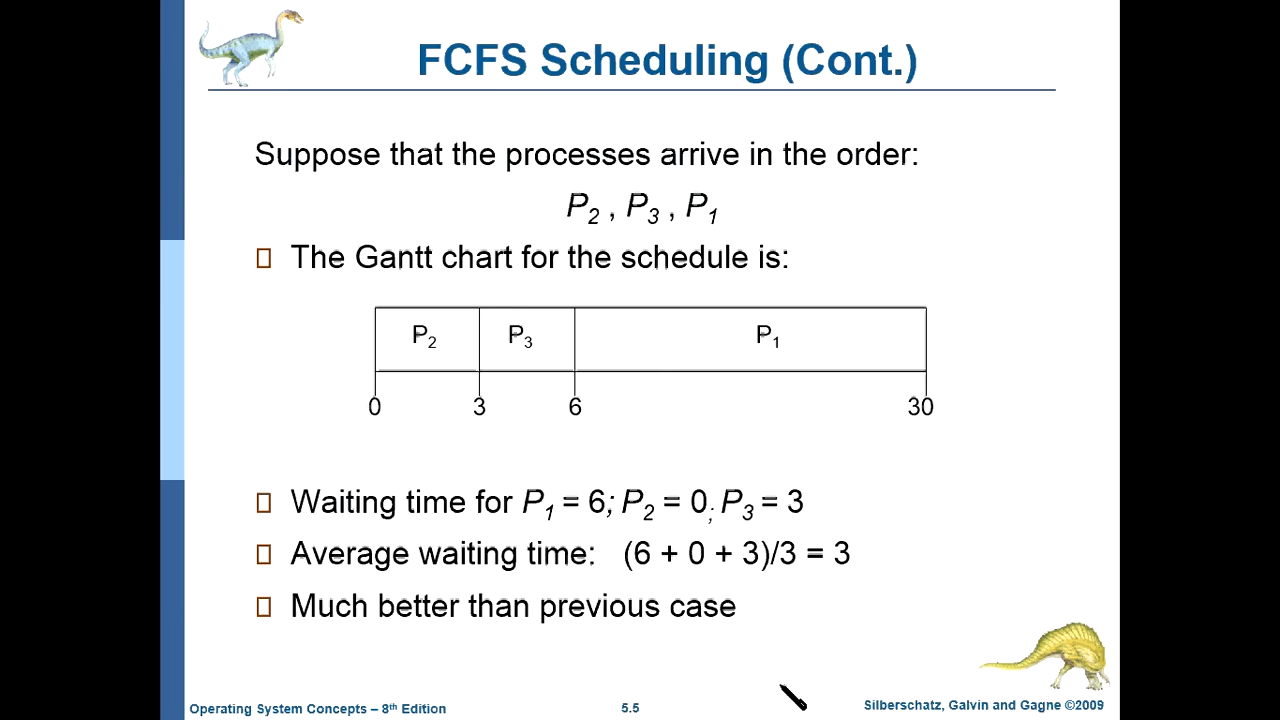 FCFS Scheduling (Cont.)
Suppose that the processes arrive in the order:
P2 , P3 , P1
The Gantt chart for the schedule is:
P2 P3 P1
0 3 6 30
Waiting time for P1 = 6; P2 = 0; P3 = 3
Average waiting time: (6 + 0 + 3)/3 = 3
Much better than previous case
Operating System Concepts – 8th Edition 5.5 Silberschatz, Galvin and Gagne ©2009